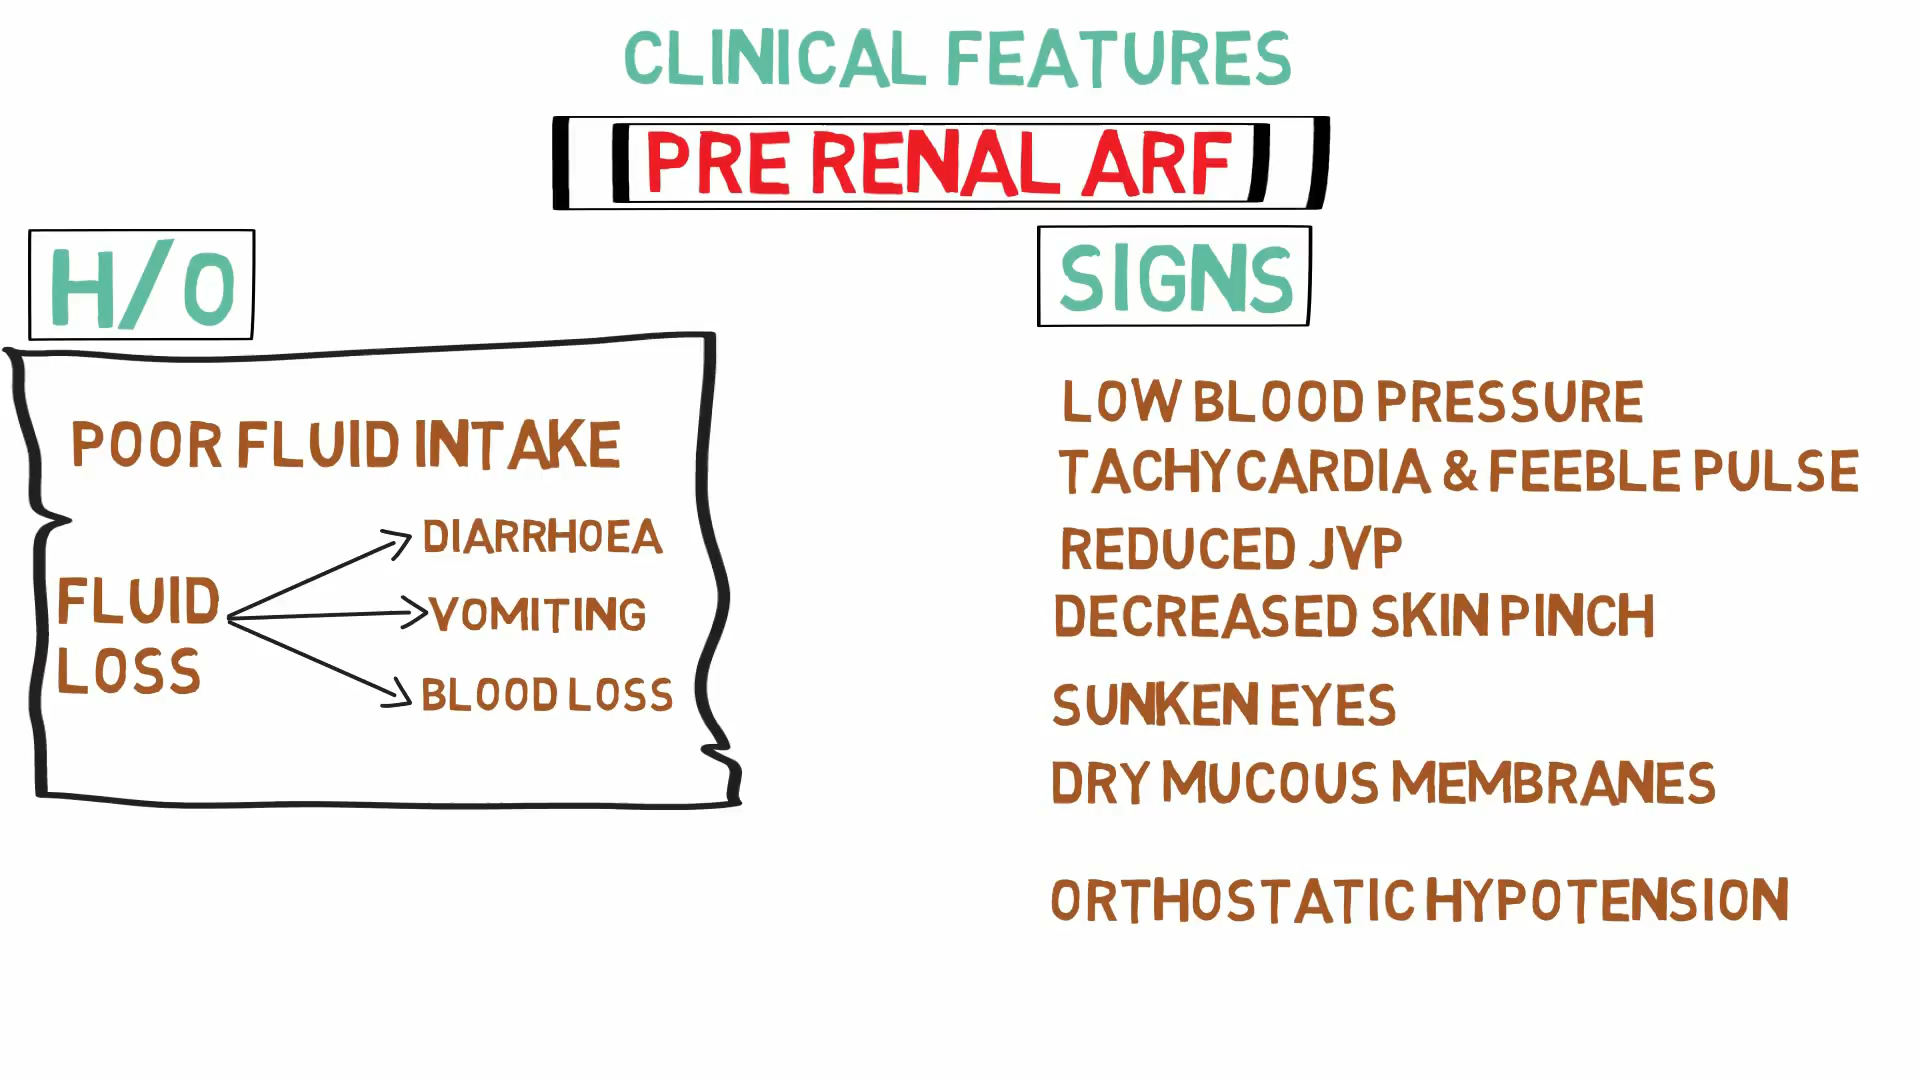 CLINICAL FEATURES
PRE RENAL ARF
H/O
POOR FLUID INTAKE
FLUID
LOSS
DIARRHOEA
VOMITING
BLOOD LOSS
SIGNS
LOW BLOOD PRESSURE
TACHYCARDIA & FEEBLE PULSE
REDUCED JVP
DECREASED SKIN PINCH
SUNKEN EYES
DRY MUCOUS MEMBRANES
ORTHOSTATIC HYPOTENSION